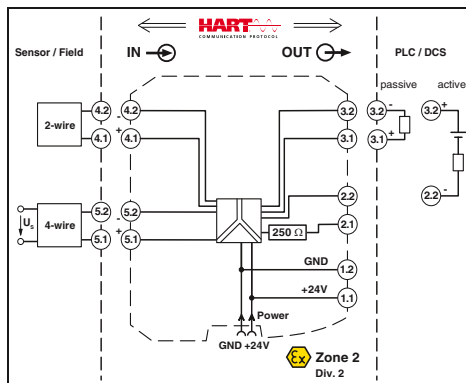 HART
COMMUNICATION PROTOCOL
Sensor / Field
IN
OUT
PLC / DCS
passive
active
2-wire
4.2
4.2
-
+
4.1
4.1
3.2
3.1
3.2
-
+
3.1
3.2
+
-
2.2
Us
4-wire
5.2
5.2
-
+
5.1
5.1
2.2
250 Ω
2.1
GND
1.2
+24V
1.1
Power
GND +24V
Ex
Zone 2
Div. 2